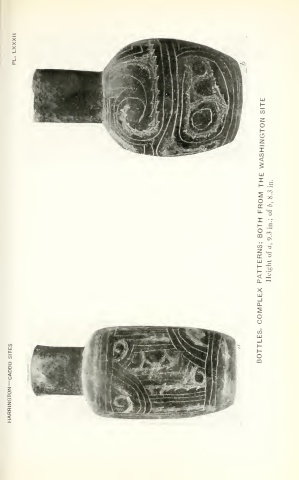 HARRINGTON—CADDO SITES
PL. LXXXII
a
b
BOTTLES. COMPLEX PATTERNS; BOTH FROM THE WASHINGTON SITE
Height of a, 9.3 in.; of b, 8.3 in.